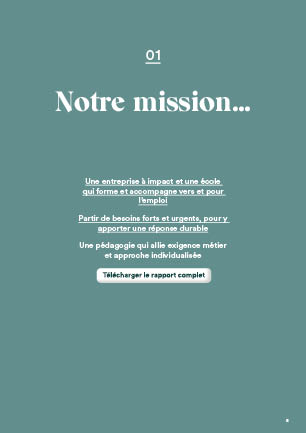 01
Notre mission...
Une entreprise à impact et une école
qui forme et accompagne vers et pour
l'emploi
Partir de besoins forts et urgents, pour y
apporter une réponse durable
Une pédagogie qui allie exigence métier
et approche individualisée
Télécharger le rapport complet